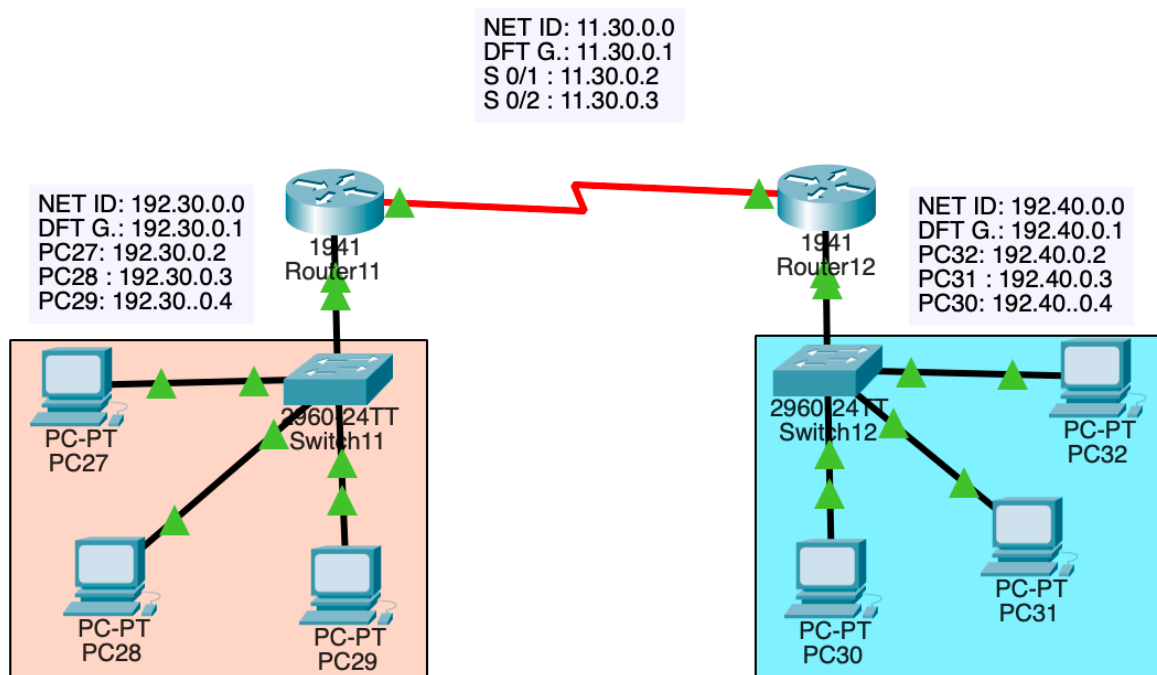 NET ID: 11.30.0.0
DFT G.: 11.30.0.1
S 0/1 : 11.30.0.2
S 0/2 : 11.30.0.3
NET ID: 192.30.0.0
DFT G.: 192.30.0.1
PC27: 192.30.0.2
PC28 : 192.30.0.3
PC29: 192.30..0.4
1941
Router11
1941
Router12
NET ID: 192.40.0.0
DFT G.: 192.40.0.1
PC32: 192.40.0.2
PC31 : 192.40.0.3
PC30: 192.40..0.4
PC-PT
PC27
2960-24TT
Switch11
PC-PT
PC28
PC-PT
PC29
2960-24TT
Switch12
PC-PT
PC32
PC-PT
PC31
PC-PT
PC30